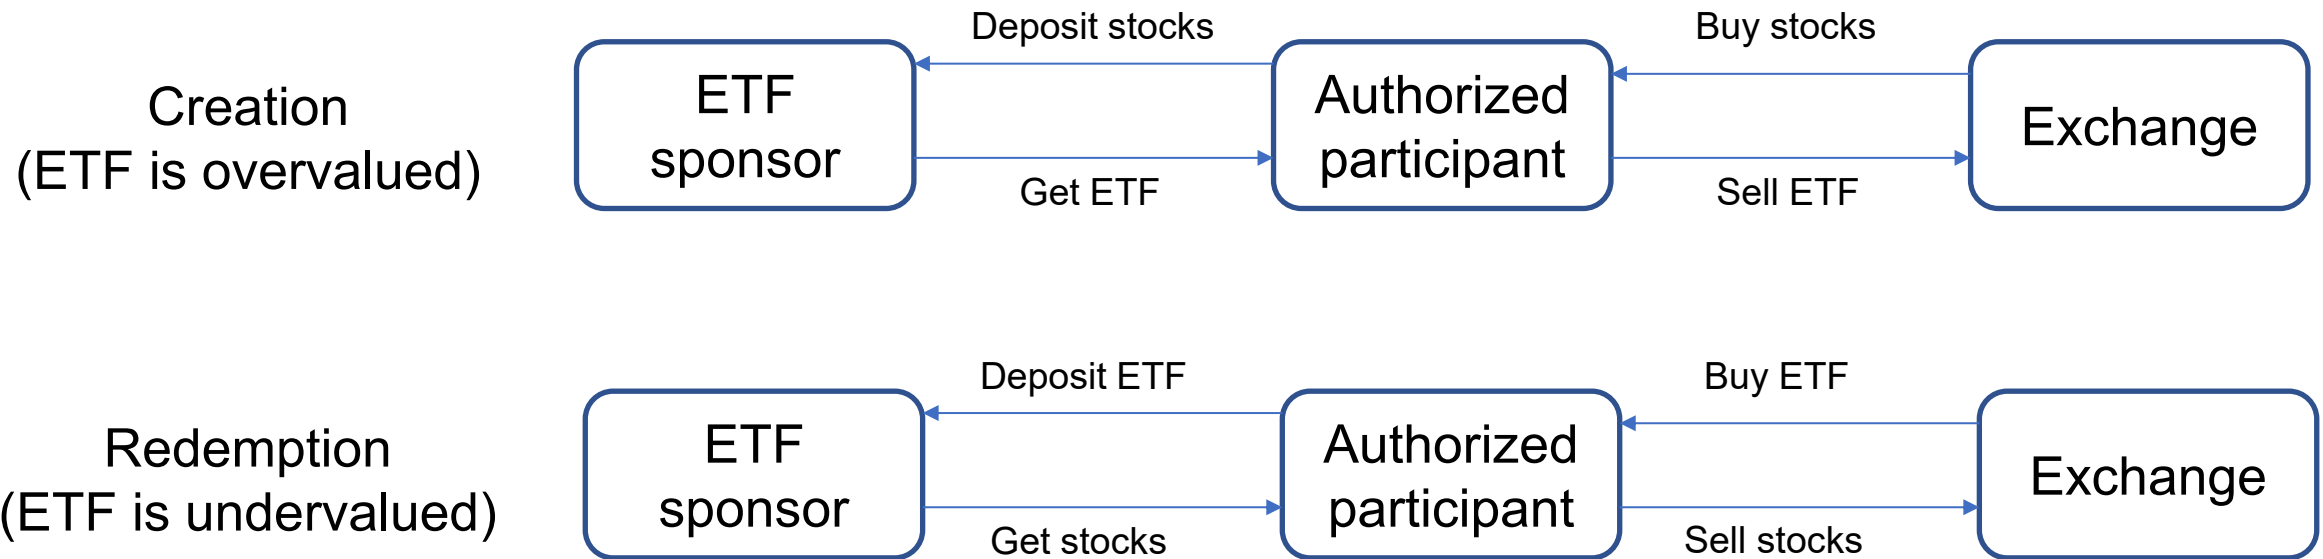 Creation
(ETF is overvalued)
ETF
sponsor
Deposit stocks
Get ETF
Authorized
participant
Buy stocks
Sell ETF
Exchange
Redemption
(ETF is undervalued)
ETF
sponsor
Deposit ETF
Get stocks
Authorized
participant
Buy ETF
Sell stocks
Exchange